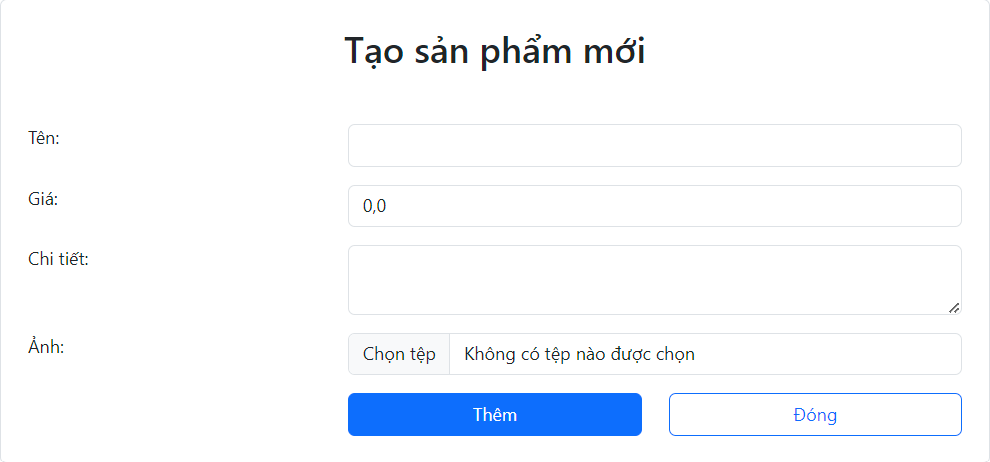 Tạo sản phẩm mới
Tên:
Giá:
0,0
Chi tiết:
Ảnh:
Chọn tệp
Không có tệp nào được chọn
Thêm
Đóng